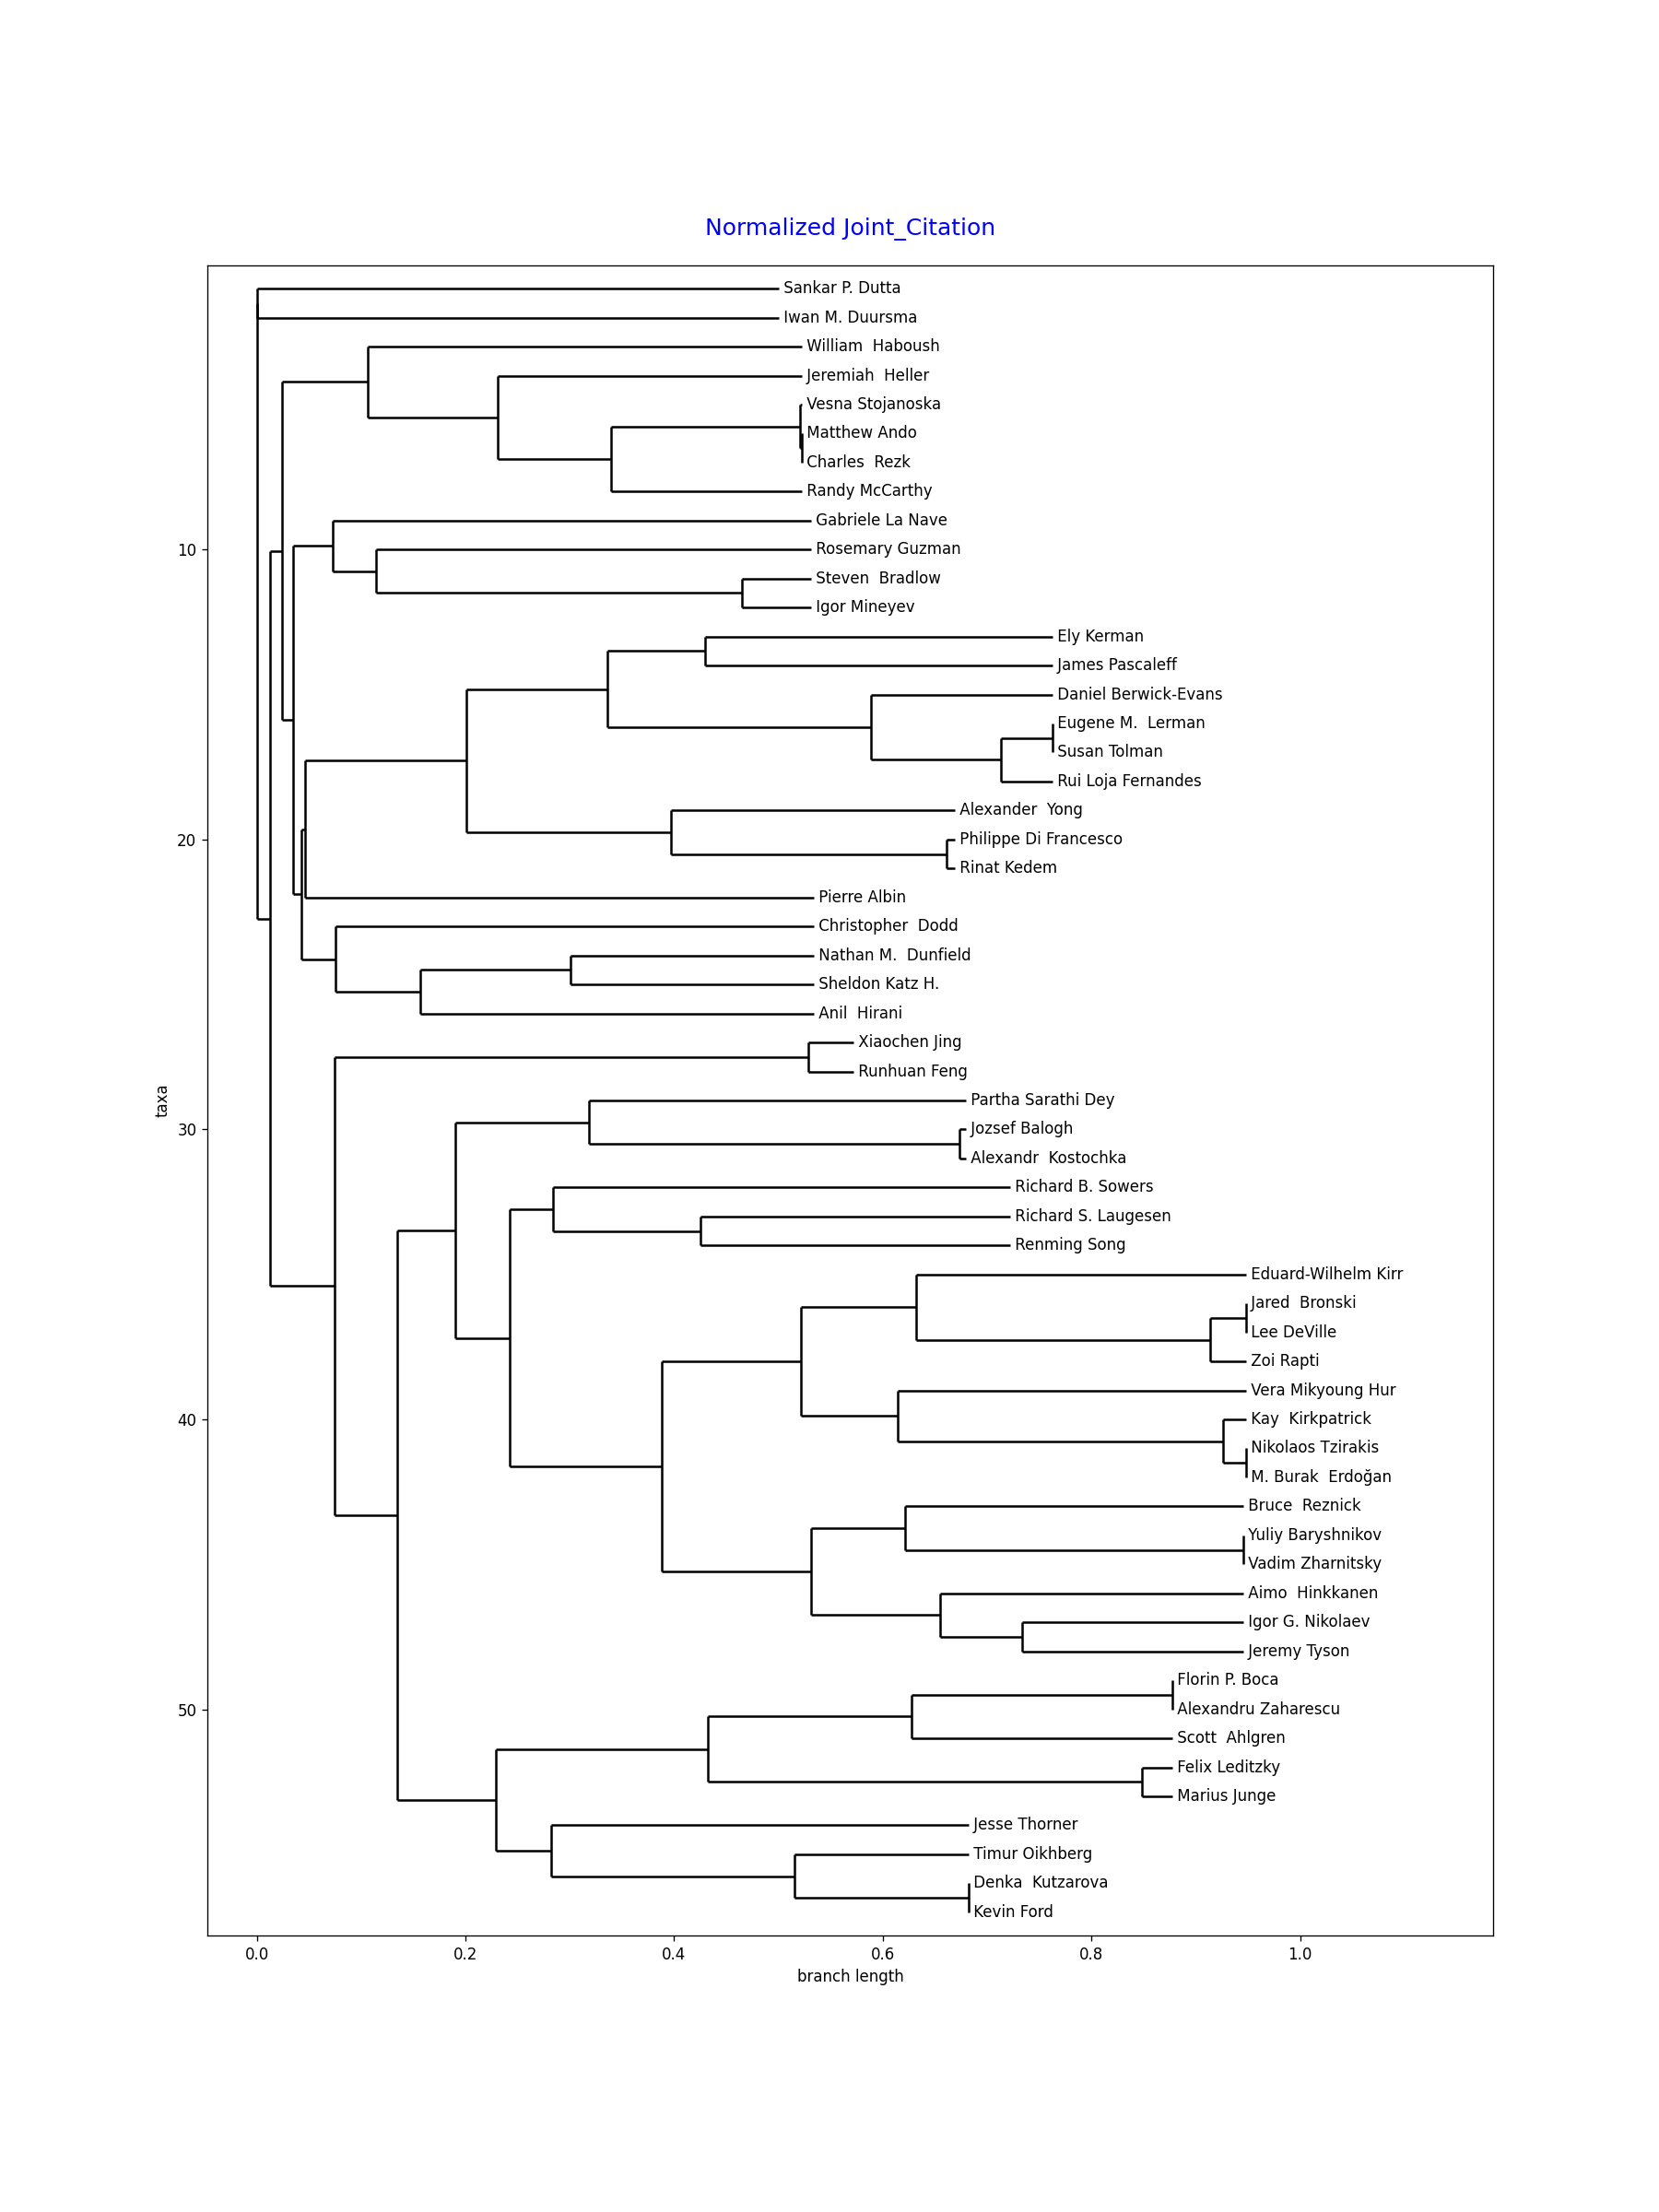 Normalized Joint_Citation
Sankar P. Dutta
Iwan M. Duursma
William  Haboush
Jeremiah  Heller
Vesna Stojanoska
Matthew Ando
Charles  Rezk
Randy McCarthy
Gabriele La Nave
10
Rosemary Guzman
Steven  Bradlow
Igor Mineyev
Ely Kerman
James Pascaleff
Daniel Berwick-Evans
Eugene M.  Lerman
Susan Tolman
Rui Loja Fernandes
Alexander  Yong
20
Philippe Di Francesco
Rinat Kedem
Pierre Albin
Christopher  Dodd
Nathan M.  Dunfield
Sheldon Katz H.
Anil  Hirani
Xiaochen Jing
Runhuan Feng
taxa
Partha Sarathi Dey
30
Jozsef Balogh
Alexandr  Kostochka
Richard B. Sowers
Richard S. Laugesen
Renming Song
Eduard-Wilhelm Kirr
Jared  Bronski
Lee DeVille
Zoi Rapti
Vera Mikyoung Hur
40
Kay  Kirkpatrick
Nikolaos Tzirakis
M. Burak  Erdoğan
Bruce  Reznick
Yuliy Baryshnikov
Vadim Zharnitsky
Aimo  Hinkkanen
Igor G. Nikolaev
Jeremy Tyson
Florin P. Boca
50
Alexandru Zaharescu
Scott  Ahlgren
Felix Leditzky
Marius Junge
Jesse Thorner
Timur Oikhberg
Denka  Kutzarova
Kevin Ford
0.0 0.2 0.4 0.6 0.8 1.0
branch length